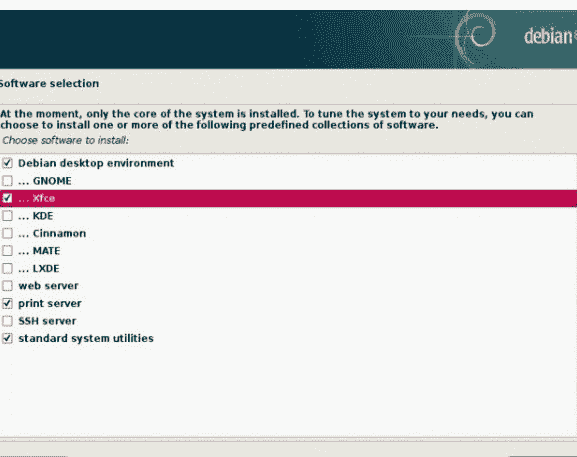 debian
Software selection
At the moment, only the core of the system is installed. To tune the system to your needs, you can
choose to install one or more of the following predefined collections of software.
Choose software to install:
Debian desktop environment
... GNOME
... Xfce
... KDE
... Cinnamon
... MATE
... LXDE
web server
print server
SSH server
standard system utilities